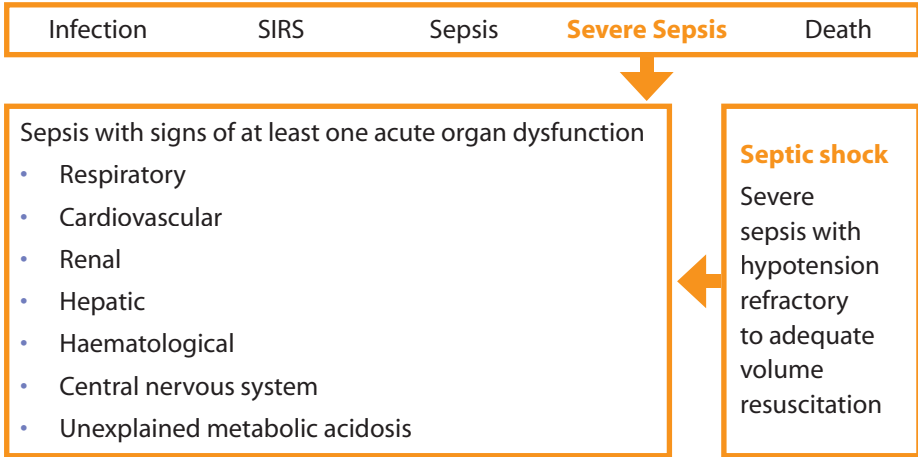 Infection SIRS Sepsis Severe Sepsis Death
Sepsis with signs of at least one acute organ dysfunction
• Respiratory
• Cardiovascular
• Renal
• Hepatic
• Haematological
• Central nervous system
• Unexplained metabolic acidosis
Septic shock
Severe
sepsis with
hypotension
refractory
to adequate
volume
resuscitation